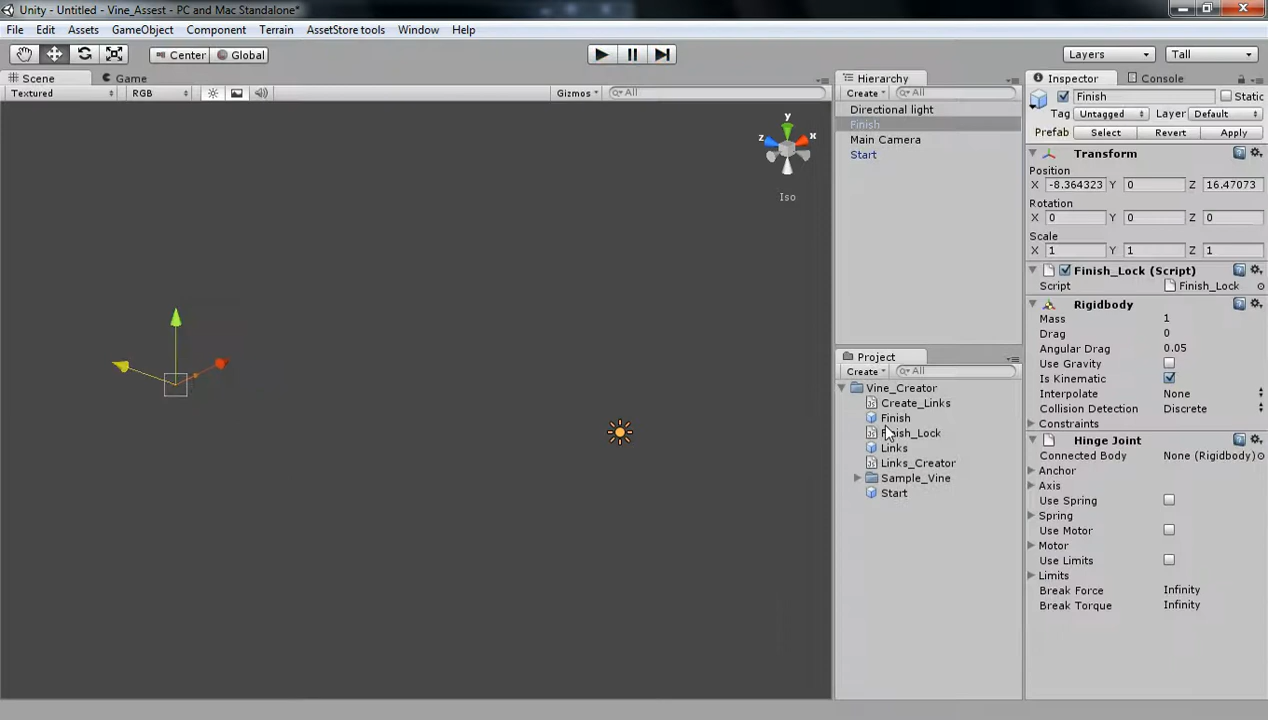 Unity - Untitled - Vine_Assest - PC and Mac Standalone*
File Edit Assets GameObject Component Terrain AssetStore tools Window Help
Center Global Layers Tall
Scene Game
Textured RGB Gizmos All
y
z x
Iso
Hierarchy
Create All
Directional light
Finish
Main Camera
Start
Project
Create All
Vine_Creator
Create_Links
Finish
Finish_Lock
Links
Links_Creator
Sample_Vine
Start
Inspector Console
Finish Static
Tag Untagged Layer Default
Prefab Select Revert Apply
Transform
Position
X -8.364323 Y 0 Z 16.47073
Rotation
X 0 Y 0 Z 0
Scale
X 1 Y 1 Z 1
Finish_Lock (Script)
Script Finish_Lock
Rigidbody
Mass 1
Drag 0
Angular Drag 0.05
Use Gravity
Is Kinematic
Interpolate None
Collision Detection Discrete
Constraints
Hinge Joint
Connected Body None (Rigidbody)
Anchor
Axis
Use Spring
Spring
Use Motor
Motor
Use Limits
Limits
Break Force Infinity
Break Torque Infinity